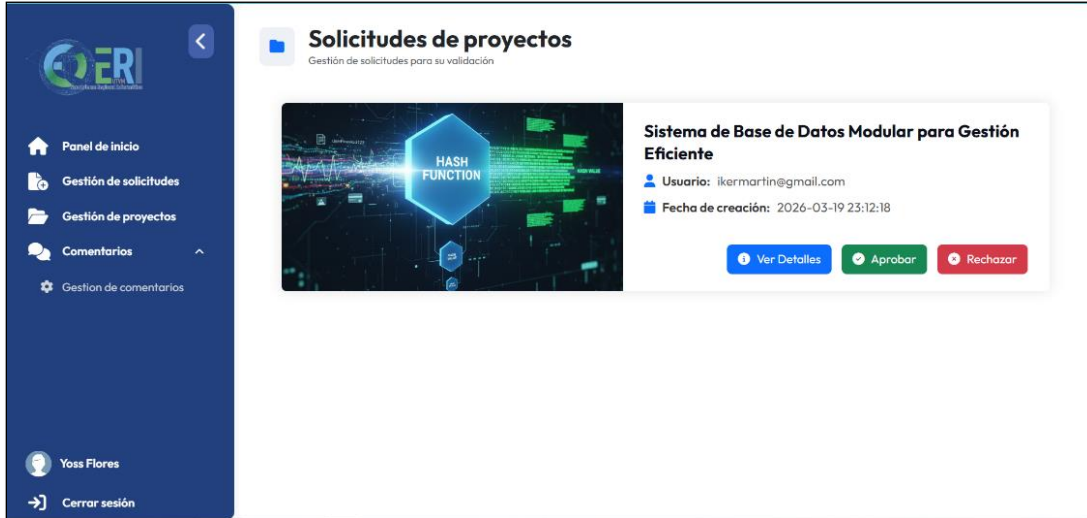 ERI
Solicitudes de proyectos
Gestión de solicitudes para su validación
Panel de inicio
Gestión de solicitudes
Gestión de proyectos
Comentarios
Gestion de comentarios
Yoss Flores
Cerrar sesión
HASH
FUNCTION
HASH VALUE
Sistema de Base de Datos Modular para Gestión
Eficiente
Usuario: ikermartin@gmail.com
Fecha de creación: 2026-03-19 23:12:18
Ver Detalles
Aprobar
Rechazar